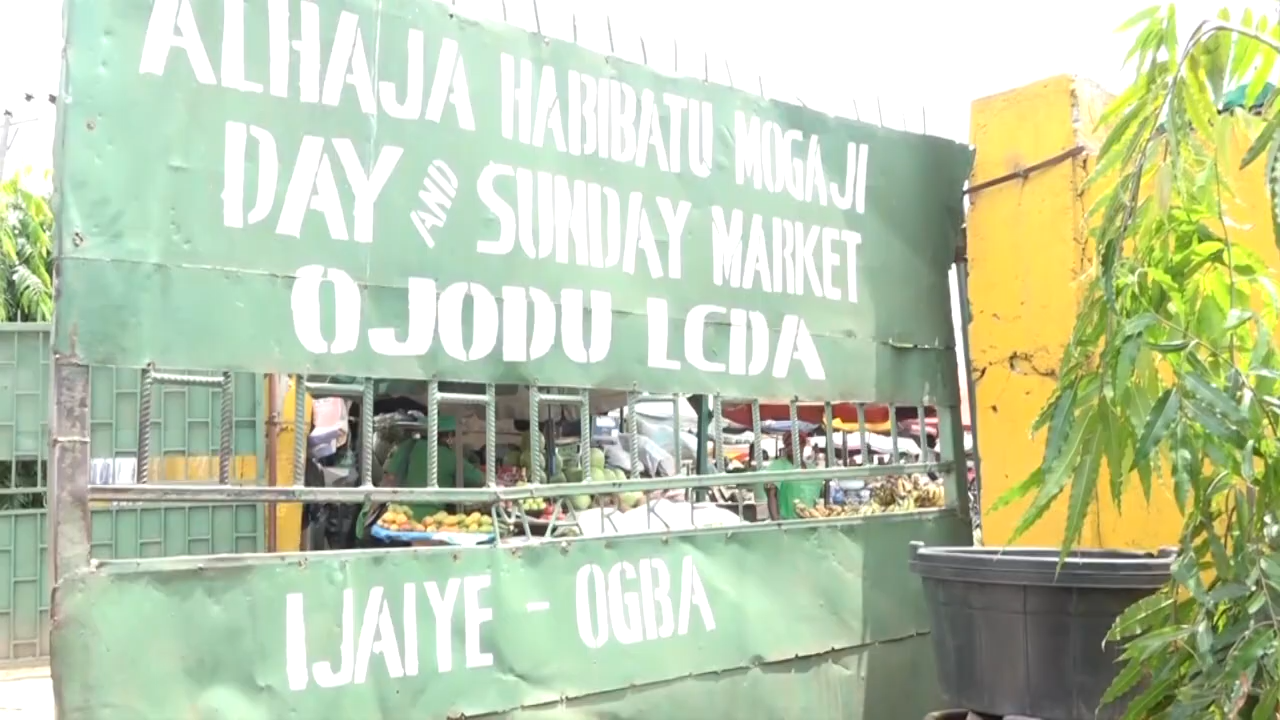 ALHAJA HABIBATU MOGAJI
DAY AND SUNDAY MARKET
OJODU LCDA
IJAIYE - OGBA